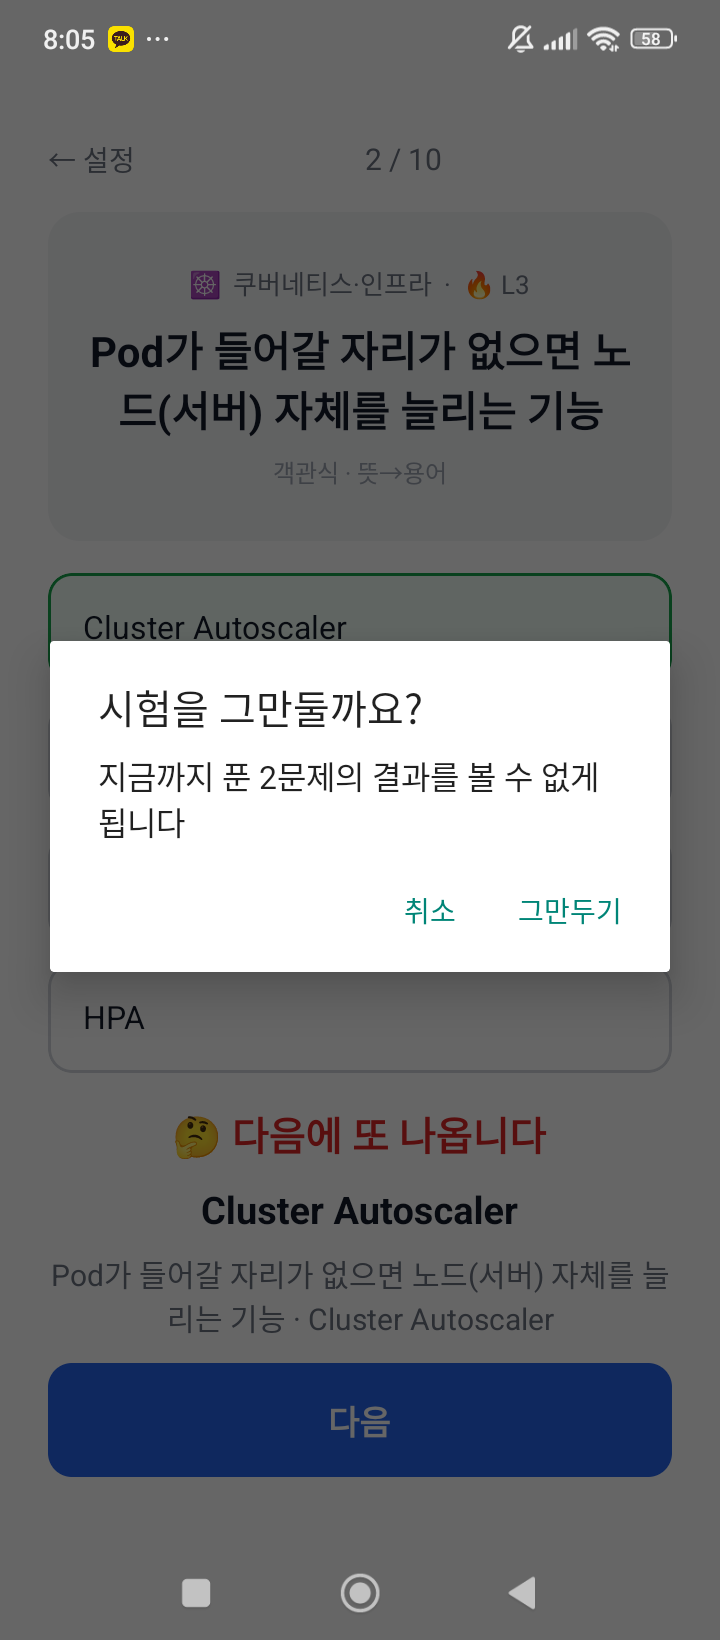 8:05 TALK ... 58
← 설정 2 / 10
쿠버네티스·인프라 · 🔥 L3
Pod가 들어갈 자리가 없으면 노
드(서버) 자체를 늘리는 기능
객관식 · 뜻→용어
Cluster Autoscaler
시험을 그만둘까요?
지금까지 푼 2문제의 결과를 볼 수 없게
됩니다
취소 그만두기
HPA
🤔 다음에 또 나옵니다
Cluster Autoscaler
Pod가 들어갈 자리가 없으면 노드(서버) 자체를 늘
리는 기능 · Cluster Autoscaler
다음